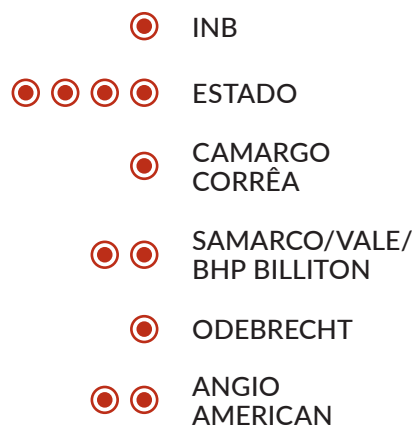 INB
ESTADO
CAMARGO
CORRÊA
SAMARCO/VALE/
BHP BILLITON
ODEBRECHT
ANGIO
AMERICAN